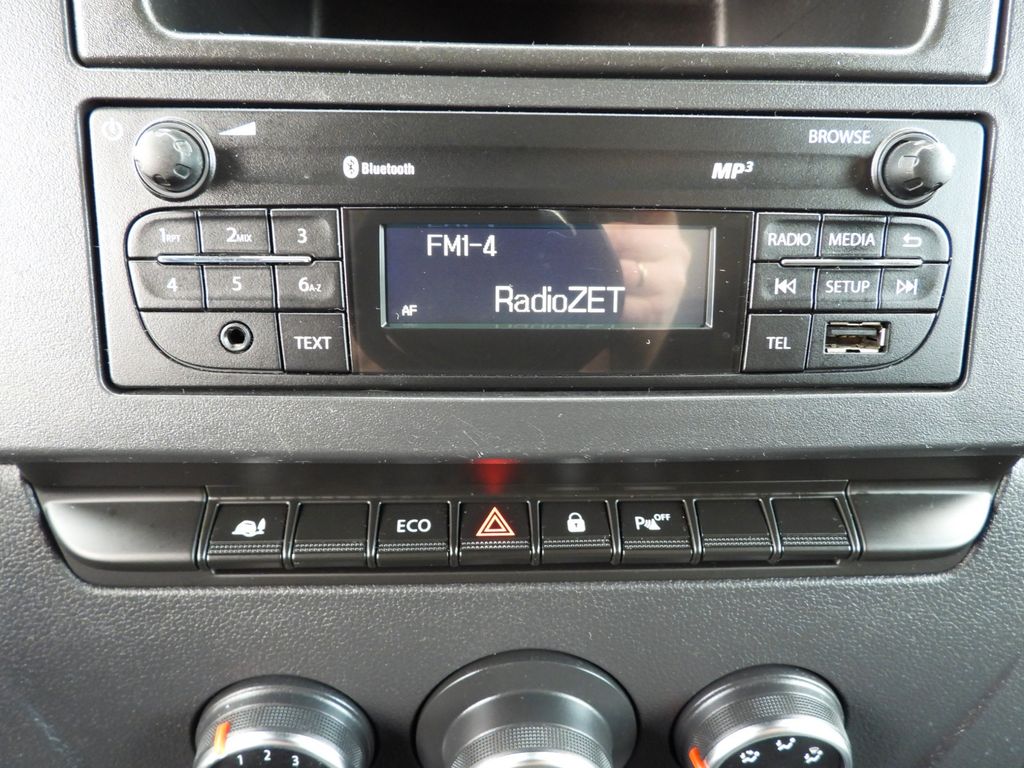 BROWSE
Bluetooth
MP3
1RPT 2MIX 3
RADIO MEDIA
FM1-4
4 5 6A-Z
SETUP
AF
RadioZET
TEXT
TEL
ECO
P OFF
1 2 3